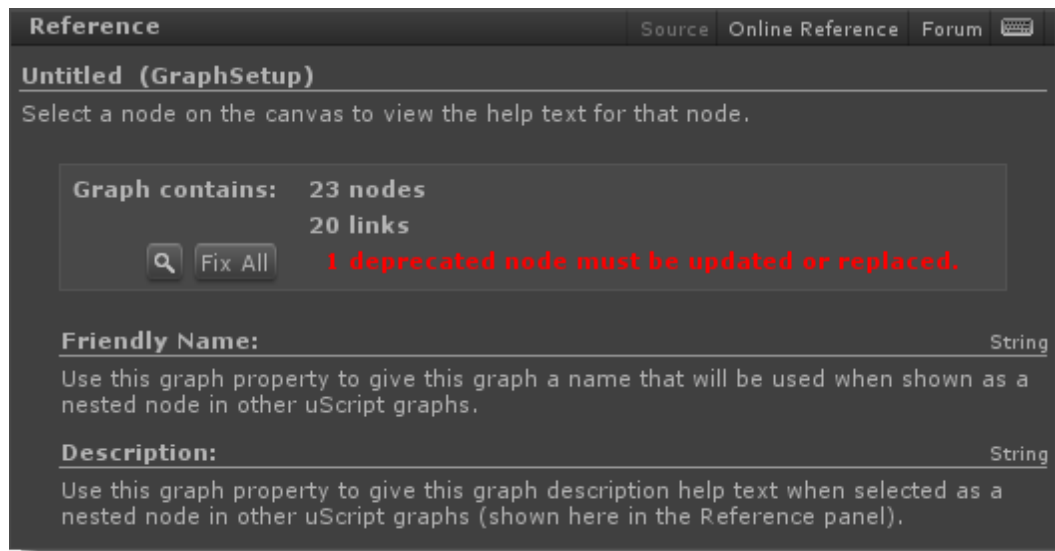 Reference Source Online Reference Forum
Untitled (GraphSetup)
Select a node on the canvas to view the help text for that node.
Graph contains: 23 nodes
20 links
Fix All 1 deprecated node must be updated or replaced.
Friendly Name: String
Use this graph property to give this graph a name that will be used when shown as a
nested node in other uScript graphs.
Description: String
Use this graph property to give this graph description help text when selected as a
nested node in other uScript graphs (shown here in the Reference panel).